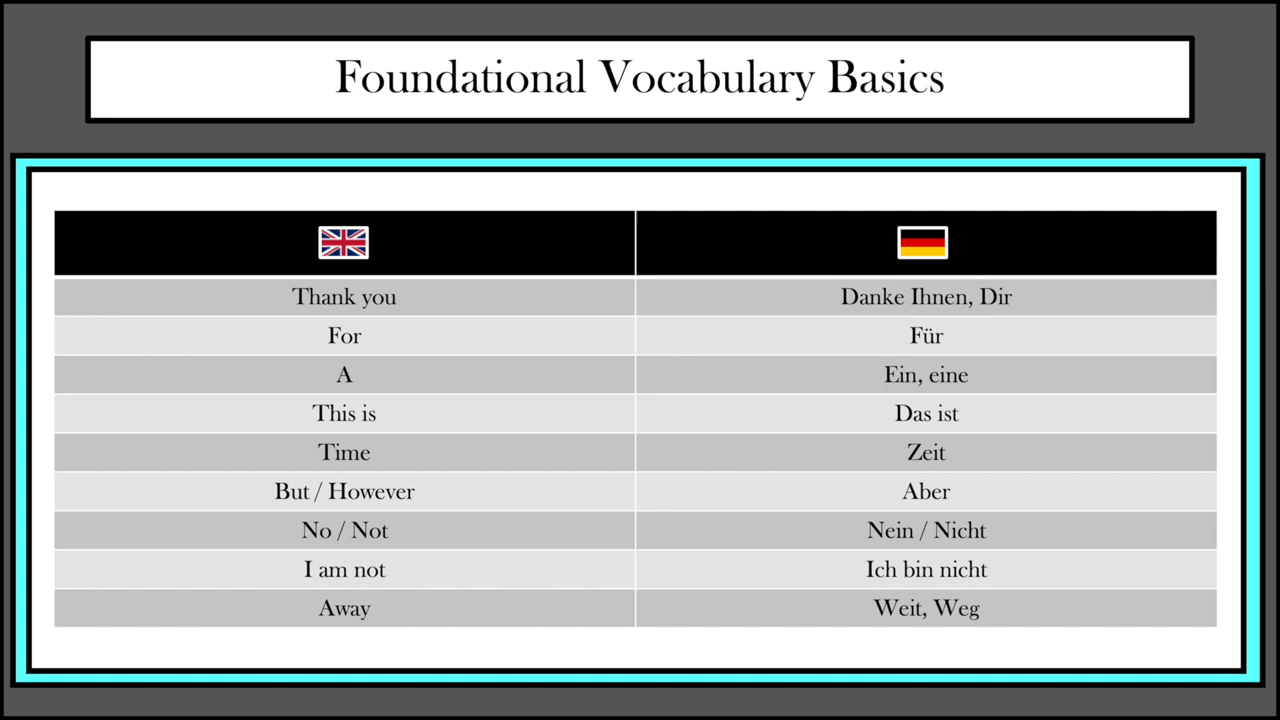 Foundational Vocabulary Basics
Thank you Danke Ihnen, Dir
For Für
A Ein, eine
This is Das ist
Time Zeit
But / However Aber
No / Not Nein / Nicht
I am not Ich bin nicht
Away Weit, Weg